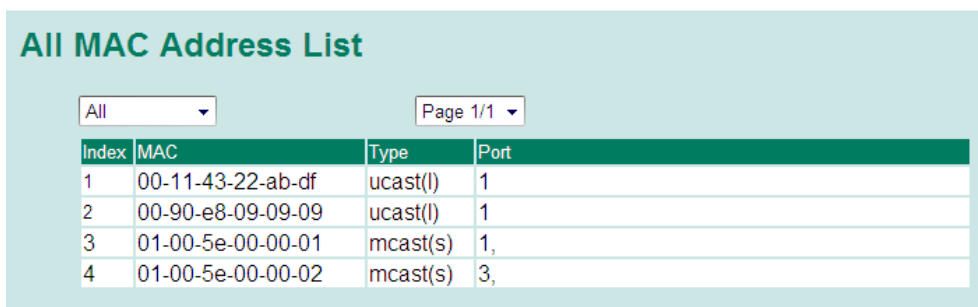 All MAC Address List
All Page 1/1
Index MAC Type Port
1 00-11-43-22-ab-df ucast(l) 1
2 00-90-e8-09-09-09 ucast(l) 1
3 01-00-5e-00-00-01 mcast(s) 1,
4 01-00-5e-00-00-02 mcast(s) 3,